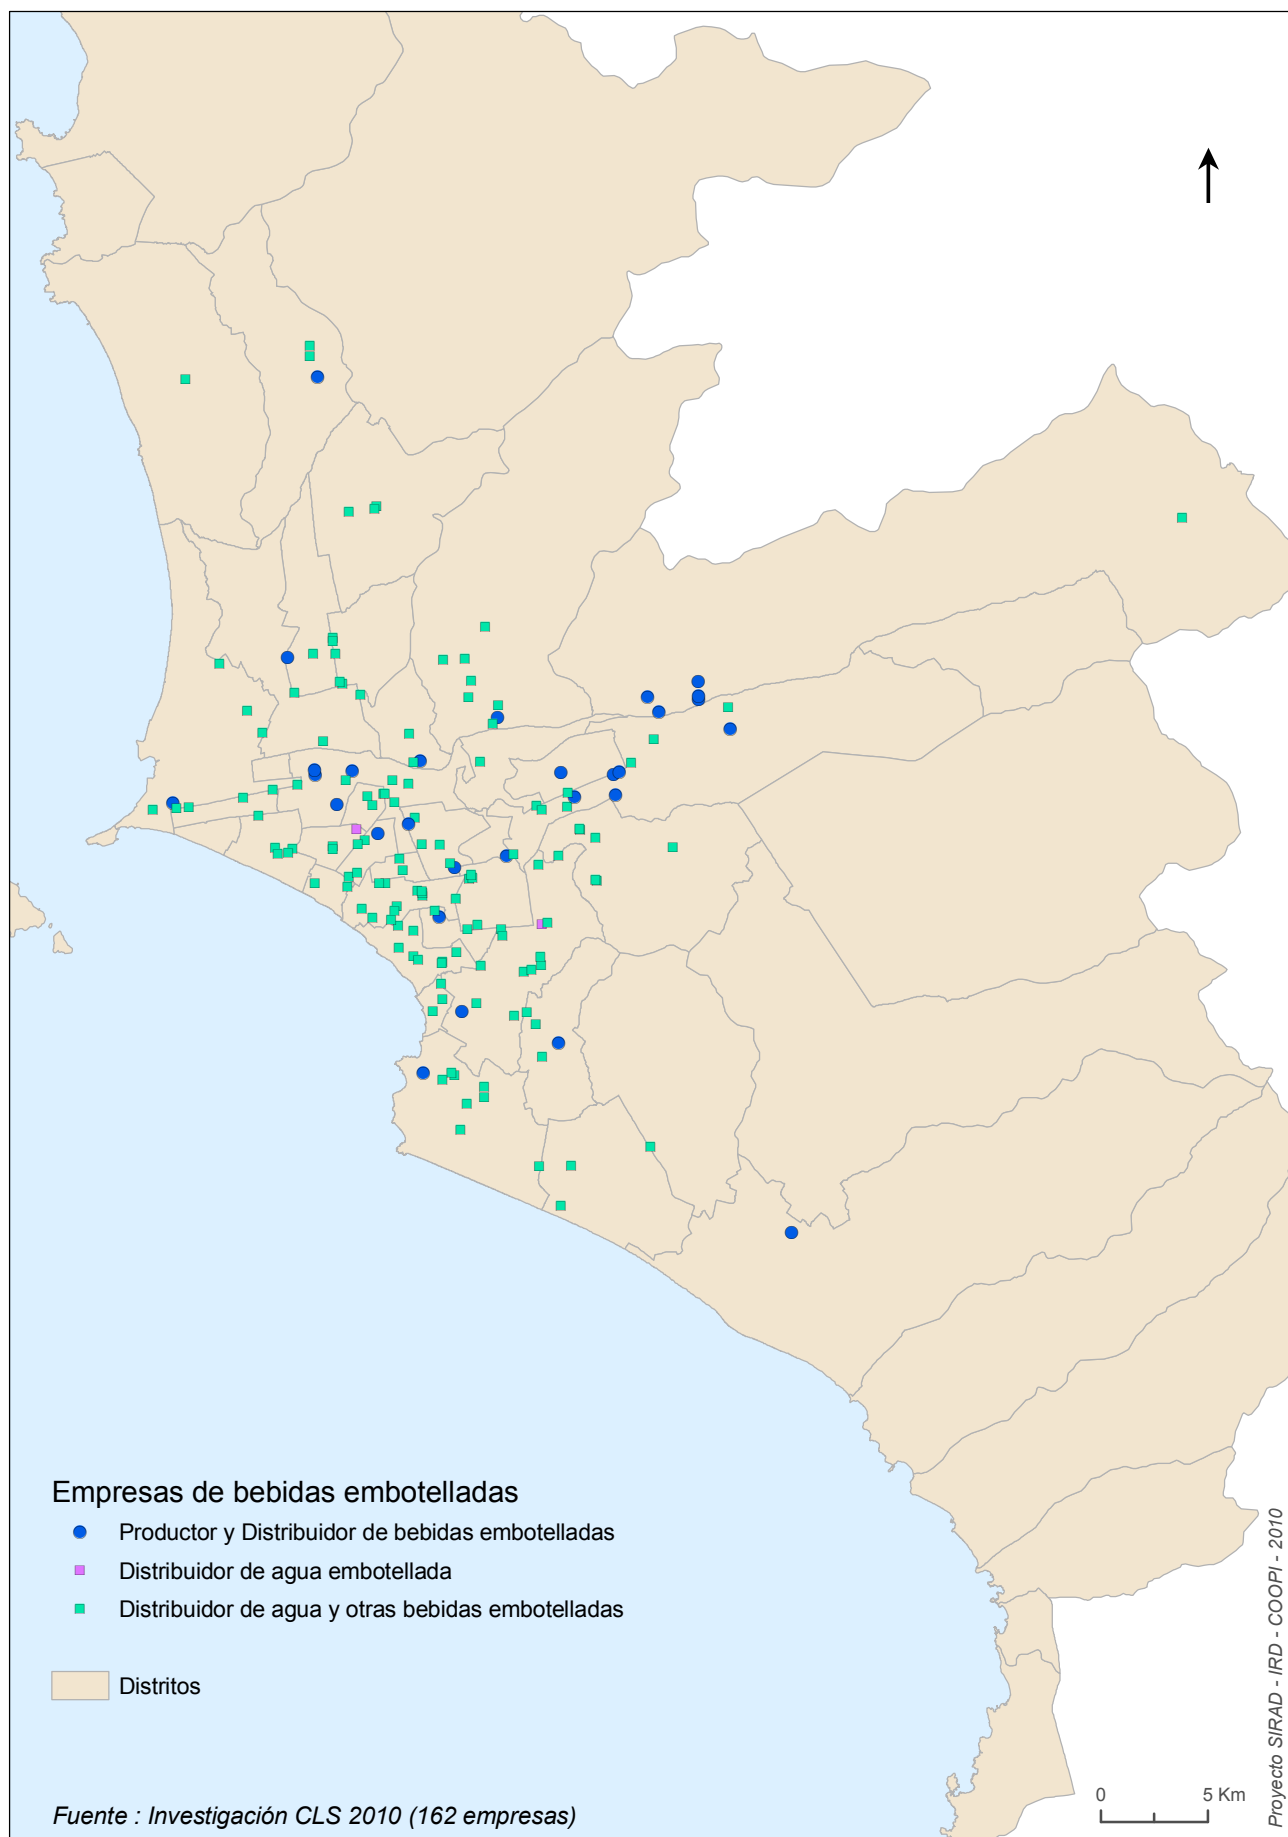 Empresas de bebidas embotelladas
Productor y Distribuidor de bebidas embotelladas
Distribuidor de agua embotellada
Distribuidor de agua y otras bebidas embotelladas
Distritos
Fuente : Investigación CLS 2010 (162 empresas)
0 5 Km
Proyecto SIRAD - IRD - COOPI - 2010